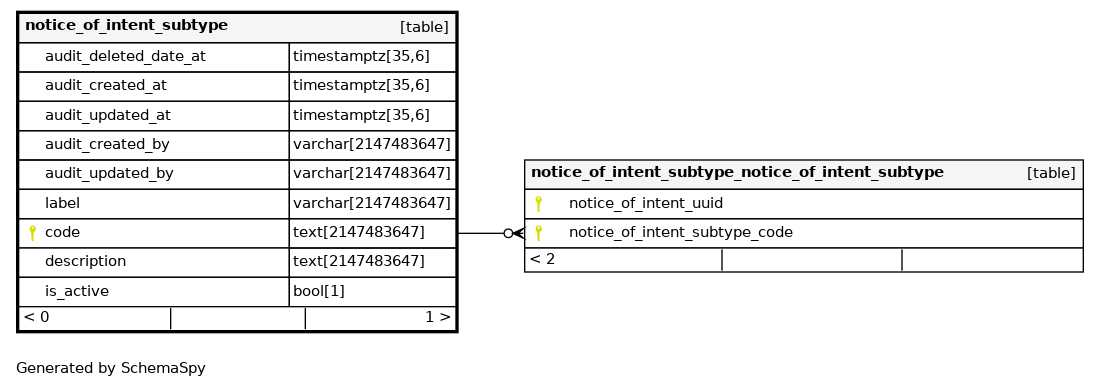 notice_of_intent_subtype [table]
audit_deleted_date_at timestamptz[35,6]
audit_created_at timestamptz[35,6]
audit_updated_at timestamptz[35,6]
audit_created_by varchar[2147483647]
audit_updated_by varchar[2147483647]
label varchar[2147483647]
code text[2147483647]
description text[2147483647]
is_active bool[1]
< 0 1 >
notice_of_intent_subtype_notice_of_intent_subtype [table]
notice_of_intent_uuid
notice_of_intent_subtype_code
< 2
Generated by SchemaSpy